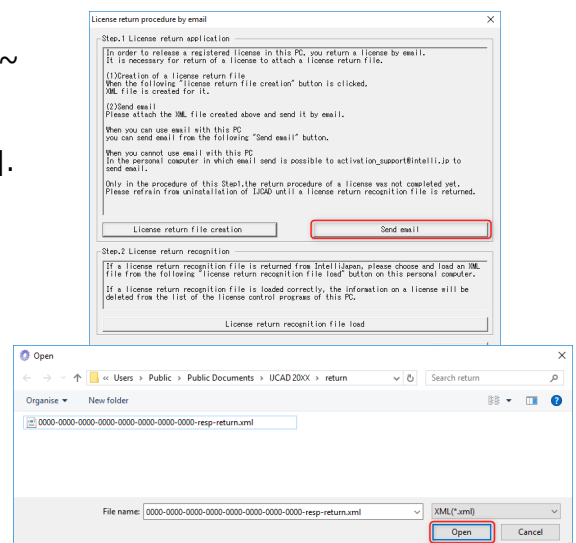 License return procedure by email
~
Step.1 License return application
In order to release a registered license in this PC, you return a license by email.
It is necessary for return of a license to attach a license return file.
(1)Creation of a license return file
When the following "license return file creation" button is clicked,
XML file is created for it.
(2)Send email
Please attach the XML file created above and send it by email.
When you can use email with this PC
you can send email from the following "Send email" button.
].
When you cannot use email with this PC
In the personal computer in which email send is possible to activation_support@intelli.jp to
send email.
Only in the procedure of this Step1,the return procedure of a license was not completed yet.
Please refrain from uninstallation of IJCAD until a license return recognition file is returned.
License return file creation
Send email
Step.2 License return recognition
If a license return recognition file is returned from IntelliJapan, please choose and load an XML
file from the following "license return recognition file load" button on this personal computer.
If a license return recognition file is loaded correctly, the information on a license will be
deleted from the list of the license control programs of this PC.
License return recognition file load
Open
« Users > Public > Public Documents > IJCAD 20XX > return
Search return
Organise
New folder
0000-0000-0000-0000-0000-0000-0000-0000-resp-return.xml
File name:
0000-0000-0000-0000-0000-0000-0000-0000-resp-return.xml
XML(*.xml)
Open
Cancel